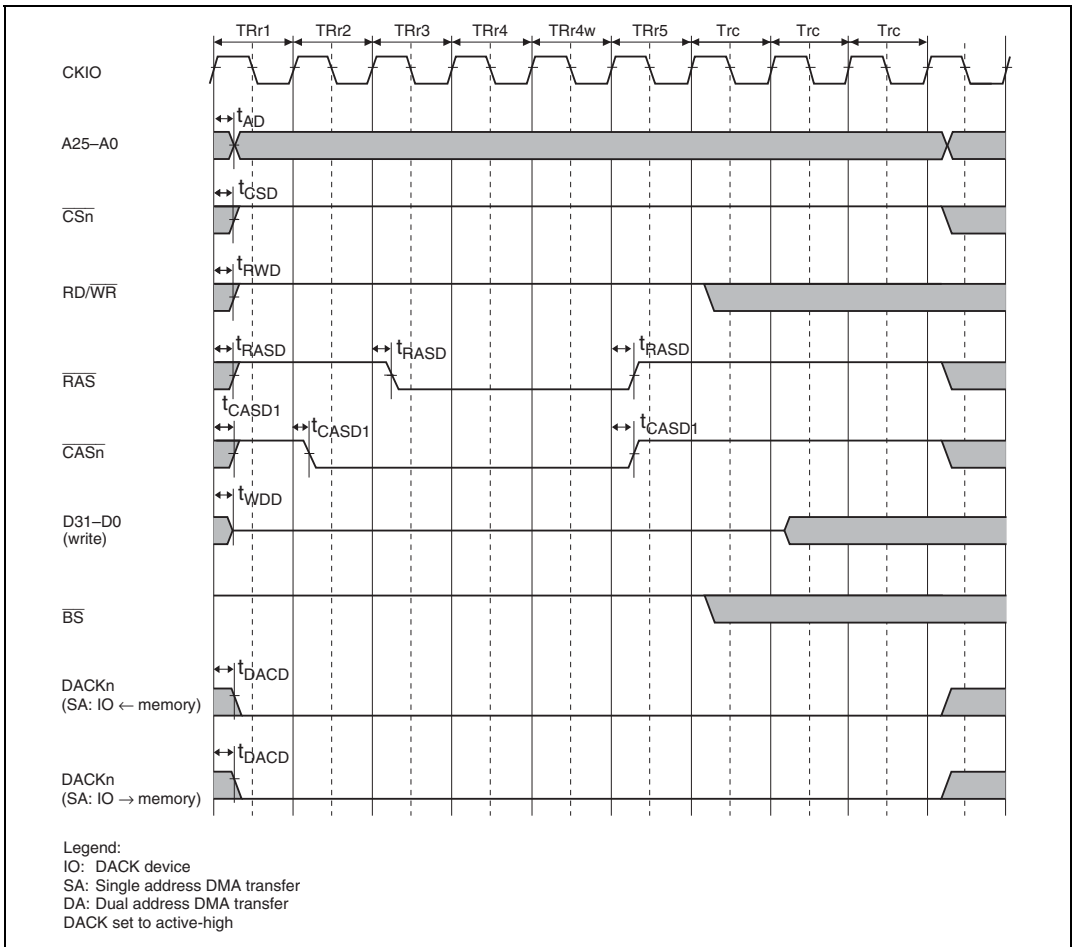 TRr1 TRr2 TRr3 TRr4 TRr4w TRr5 Trc Trc Trc
CKIO
tAD
A25–A0
tCSD
CSn
tRWD
RD/WR
tRASD tRASD tRASD
RAS
tCASD1 tCASD1 tCASD1
CASn
tWDD
D31–D0
(write)
BS
tDACD
DACKn
(SA: IO ← memory)
tDACD
DACKn
(SA: IO → memory)
Legend:
IO: DACK device
SA: Single address DMA transfer
DA: Dual address DMA transfer
DACK set to active-high